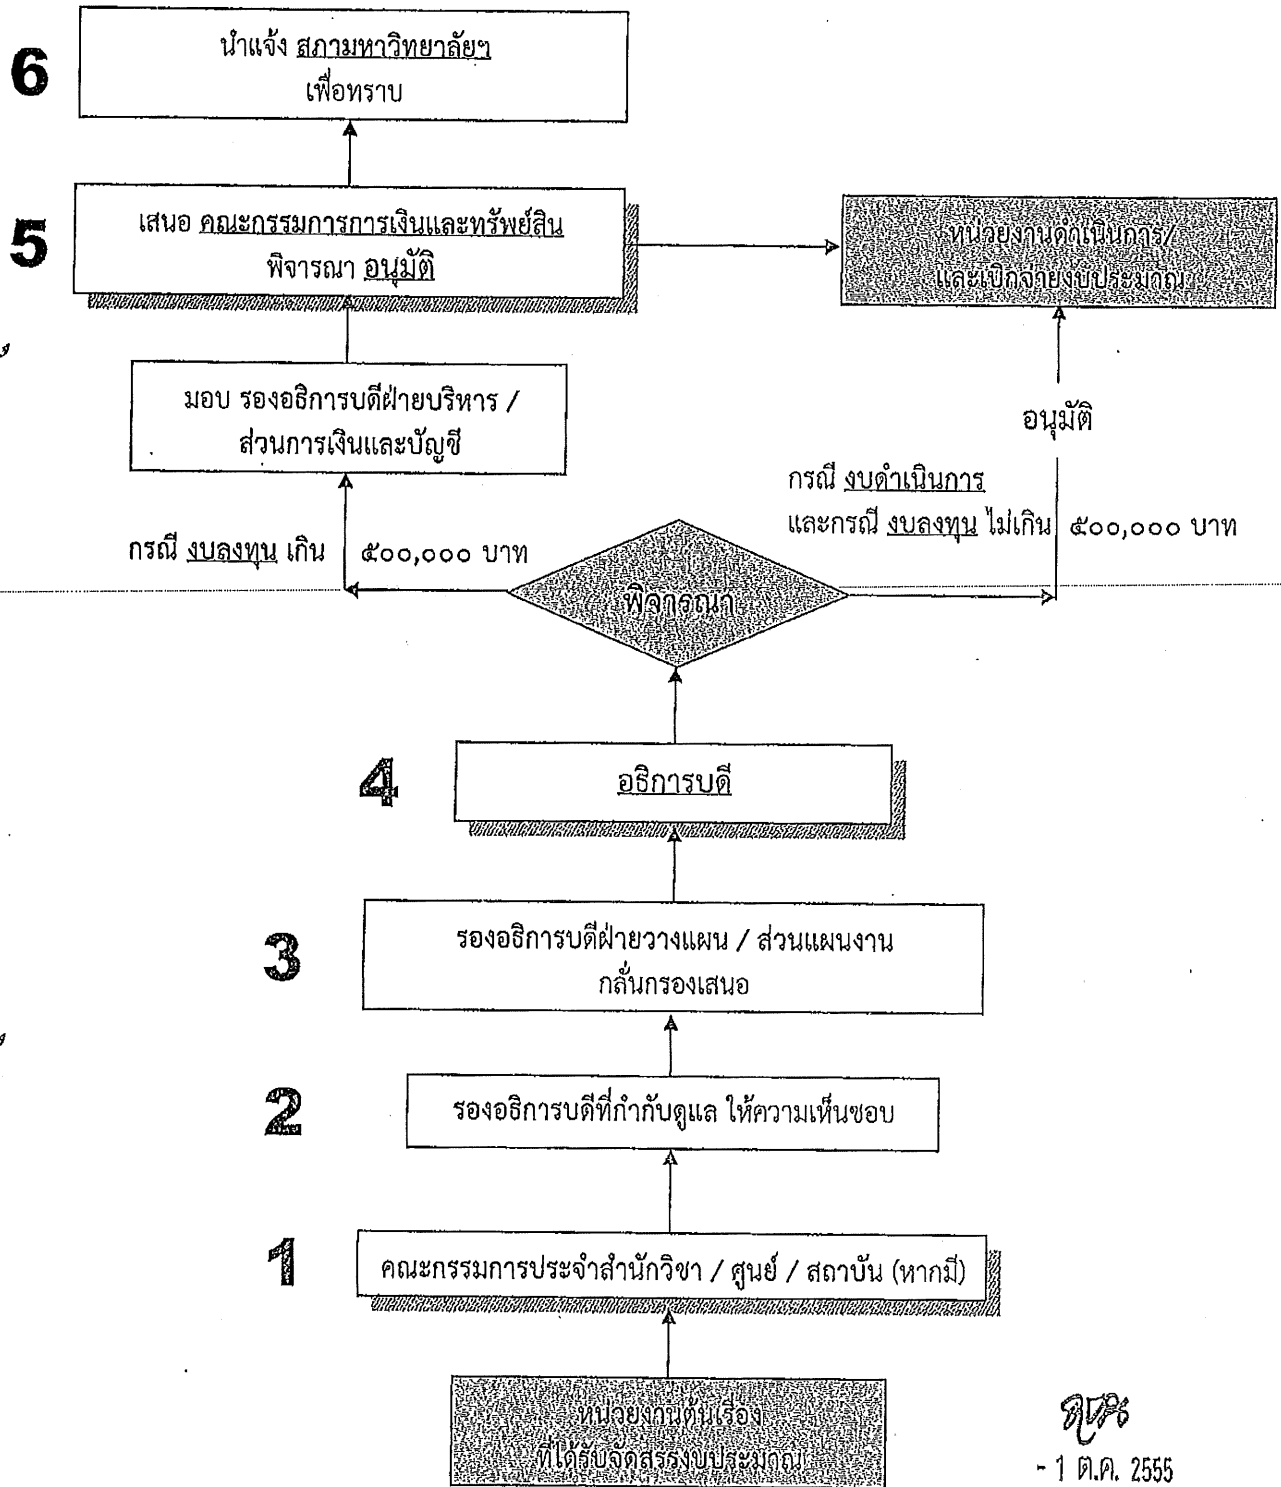 6
นำแจ้ง สภามหาวิทยาลัยฯ
เพื่อทราบ
5
เสนอ คณะกรรมการการเงินและทรัพย์สิน
พิจารณา อนุมัติ
หน่วยงานดำเนินการ/
และเบิกจ่ายงบประมาณ
มอบ รองอธิการบดีฝ่ายบริหาร /
ส่วนการเงินและบัญชี
อนุมัติ
กรณี งบดำเนินการ
และกรณี งบลงทุน ไม่เกิน ๕๐๐,๐๐๐ บาท
กรณี งบลงทุน เกิน ๕๐๐,๐๐๐ บาท
พิจารณา
4
อธิการบดี
3
รองอธิการบดีฝ่ายวางแผน / ส่วนแผนงาน
กลั่นกรองเสนอ
2
รองอธิการบดีที่กำกับดูแล ให้ความเห็นชอบ
1
คณะกรรมการประจำสำนักวิชา / ศูนย์ / สถาบัน (หากมี)
หน่วยงานต้นเรื่อง
ที่ได้รับจัดสรรงบประมาณ
- 1 ต.ค. 2555